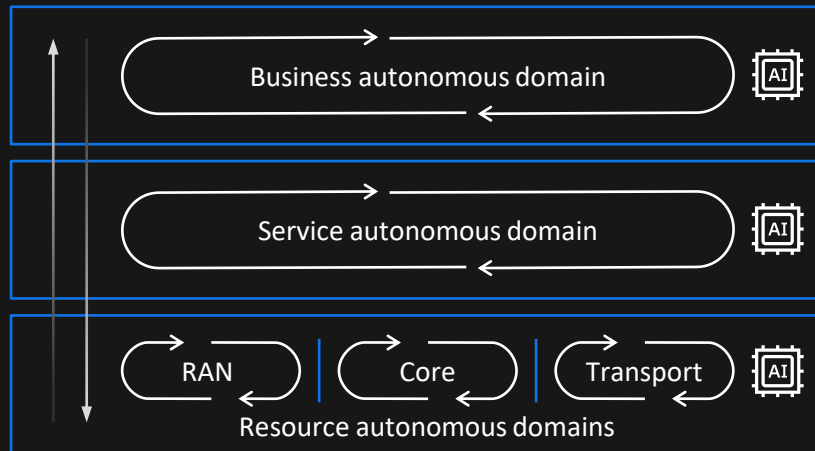 Business autonomous domain
AI
Service autonomous domain
AI
RAN
Core
Transport
AI
Resource autonomous domains